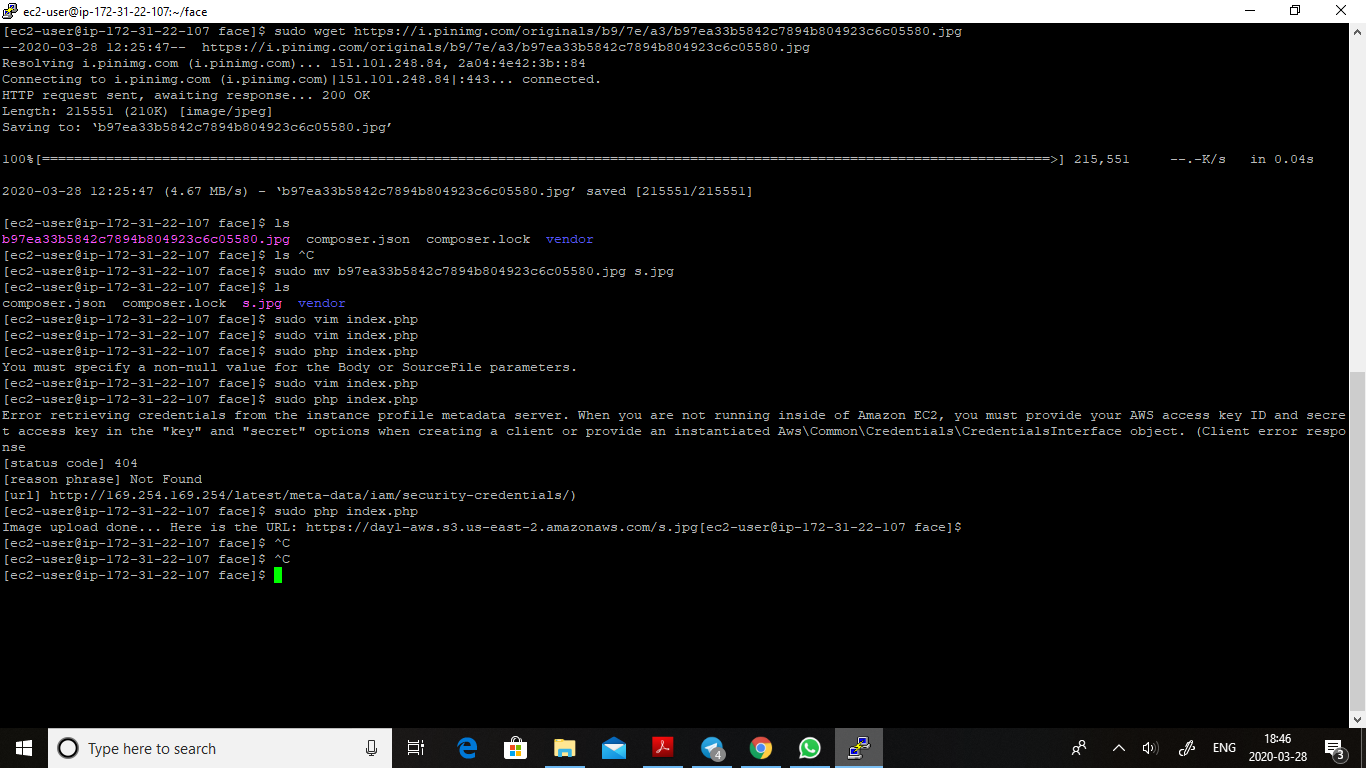 ec2-user@ip-172-31-22-107:~/face
[ec2-user@ip-172-31-22-107 face]$ sudo wget https://i.pinimg.com/originals/b9/7e/a3/b97ea33b5842c7894b804923c6c05580.jpg
--2020-03-28 12:25:47--  https://i.pinimg.com/originals/b9/7e/a3/b97ea33b5842c7894b804923c6c05580.jpg
Resolving i.pinimg.com (i.pinimg.com)... 151.101.248.84, 2a04:4e42:3b::84
Connecting to i.pinimg.com (i.pinimg.com)|151.101.248.84|:443... connected.
HTTP request sent, awaiting response... 200 OK
Length: 215551 (210K) [image/jpeg]
Saving to: ‘b97ea33b5842c7894b804923c6c05580.jpg’
100%[==============================================================================================================================>] 215,551     --.-K/s   in 0.04s
2020-03-28 12:25:47 (4.67 MB/s) - ‘b97ea33b5842c7894b804923c6c05580.jpg’ saved [215551/215551]
[ec2-user@ip-172-31-22-107 face]$ ls
b97ea33b5842c7894b804923c6c05580.jpg  composer.json  composer.lock  vendor
[ec2-user@ip-172-31-22-107 face]$ ls ^C
[ec2-user@ip-172-31-22-107 face]$ sudo mv b97ea33b5842c7894b804923c6c05580.jpg s.jpg
[ec2-user@ip-172-31-22-107 face]$ ls
composer.json  composer.lock  s.jpg  vendor
[ec2-user@ip-172-31-22-107 face]$ sudo vim index.php
[ec2-user@ip-172-31-22-107 face]$ sudo vim index.php
[ec2-user@ip-172-31-22-107 face]$ sudo php index.php
You must specify a non-null value for the Body or SourceFile parameters.
[ec2-user@ip-172-31-22-107 face]$ sudo vim index.php
[ec2-user@ip-172-31-22-107 face]$ sudo php index.php
Error retrieving credentials from the instance profile metadata server. When you are not running inside of Amazon EC2, you must provide your AWS access key ID and secre
t access key in the "key" and "secret" options when creating a client or provide an instantiated Aws\Common\Credentials\CredentialsInterface object. (Client error respo
nse
[status code] 404
[reason phrase] Not Found
[url] http://169.254.169.254/latest/meta-data/iam/security-credentials/)
[ec2-user@ip-172-31-22-107 face]$ sudo php index.php
Image upload done... Here is the URL: https://day1-aws.s3.us-east-2.amazonaws.com/s.jpg[ec2-user@ip-172-31-22-107 face]$
[ec2-user@ip-172-31-22-107 face]$ ^C
[ec2-user@ip-172-31-22-107 face]$ ^C
[ec2-user@ip-172-31-22-107 face]$
Type here to search
4
ENG
18:46
2020-03-28
3